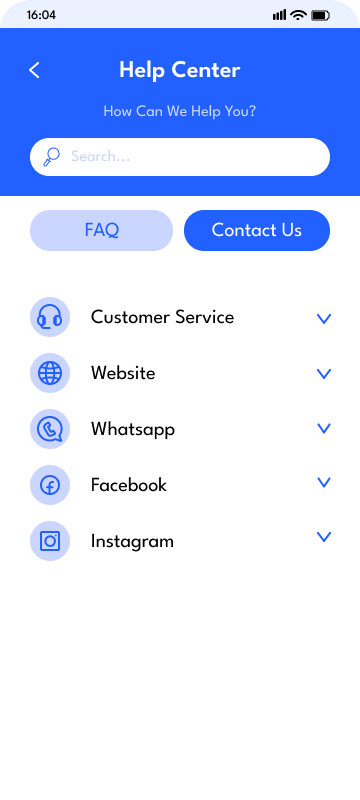 16:04
Help Center
How Can We Help You?
Search...
FAQ
Contact Us
Customer Service
Website
Whatsapp
Facebook
Instagram